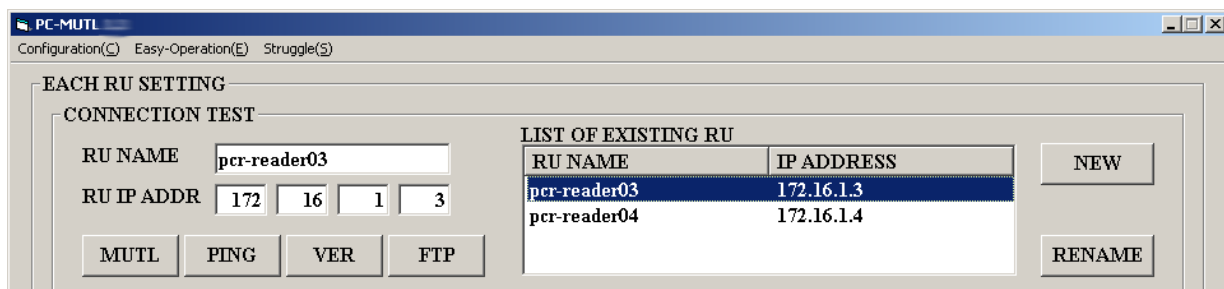 PC-MUTL
Configuration(C) Easy-Operation(E) Struggle(S)
EACH RU SETTING
CONNECTION TEST
RU NAME pcr-reader03
RU IP ADDR 172 16 1 3
MUTL PING VER FTP
LIST OF EXISTING RU
RU NAME IP ADDRESS
pcr-reader03 172.16.1.3
pcr-reader04 172.16.1.4
NEW
RENAME